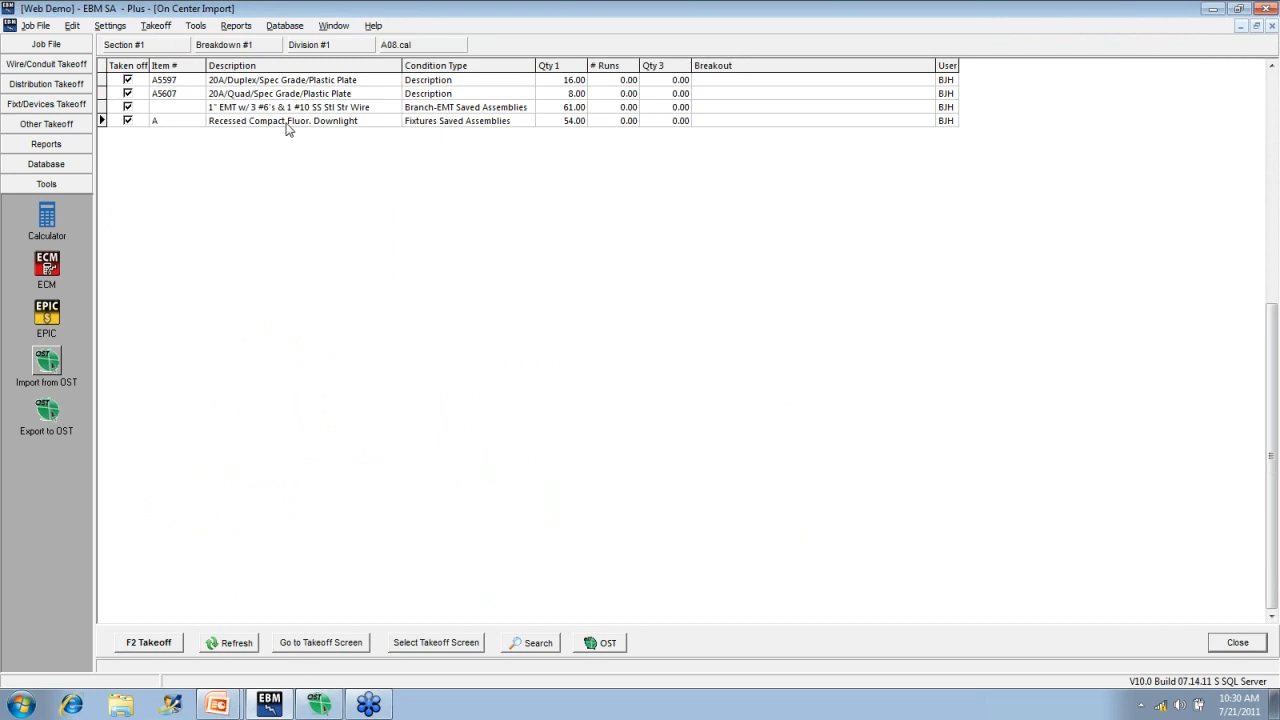 [Web Demo] - EBM SA - Plus - [On Center Import]
Job File Edit Settings Takeoff Tools Reports Database Window Help
Job File Section #1 Breakdown #1 Division #1 A08.cal
Wire/Conduit Takeoff
Distribution Takeoff
Fixt/Devices Takeoff
Other Takeoff
Reports
Database
Tools
Calculator
ECM
ECM
EPIC
$
EPIC
OST
Import from OST
OST
Export to OST
Taken off Item # Description Condition Type Qty 1 # Runs Qty 3 Breakout User
A5597 20A/Duplex/Spec Grade/Plastic Plate Description 16.00 0.00 0.00 BJH
A5607 20A/Quad/Spec Grade/Plastic Plate Description 8.00 0.00 0.00 BJH
1" EMT w/ 3 #6's & 1 #10 SS Stl Str Wire Branch-EMT Saved Assemblies 61.00 0.00 0.00 BJH
A Recessed Compact Fluor. Downlight Fixtures Saved Assemblies 54.00 0.00 0.00 BJH
F2 Takeoff Refresh Go to Takeoff Screen Select Takeoff Screen Search OST Close
V10.0 Build 07.14.11 S SQL Server
EBM OST 10:30 AM
7/21/2011